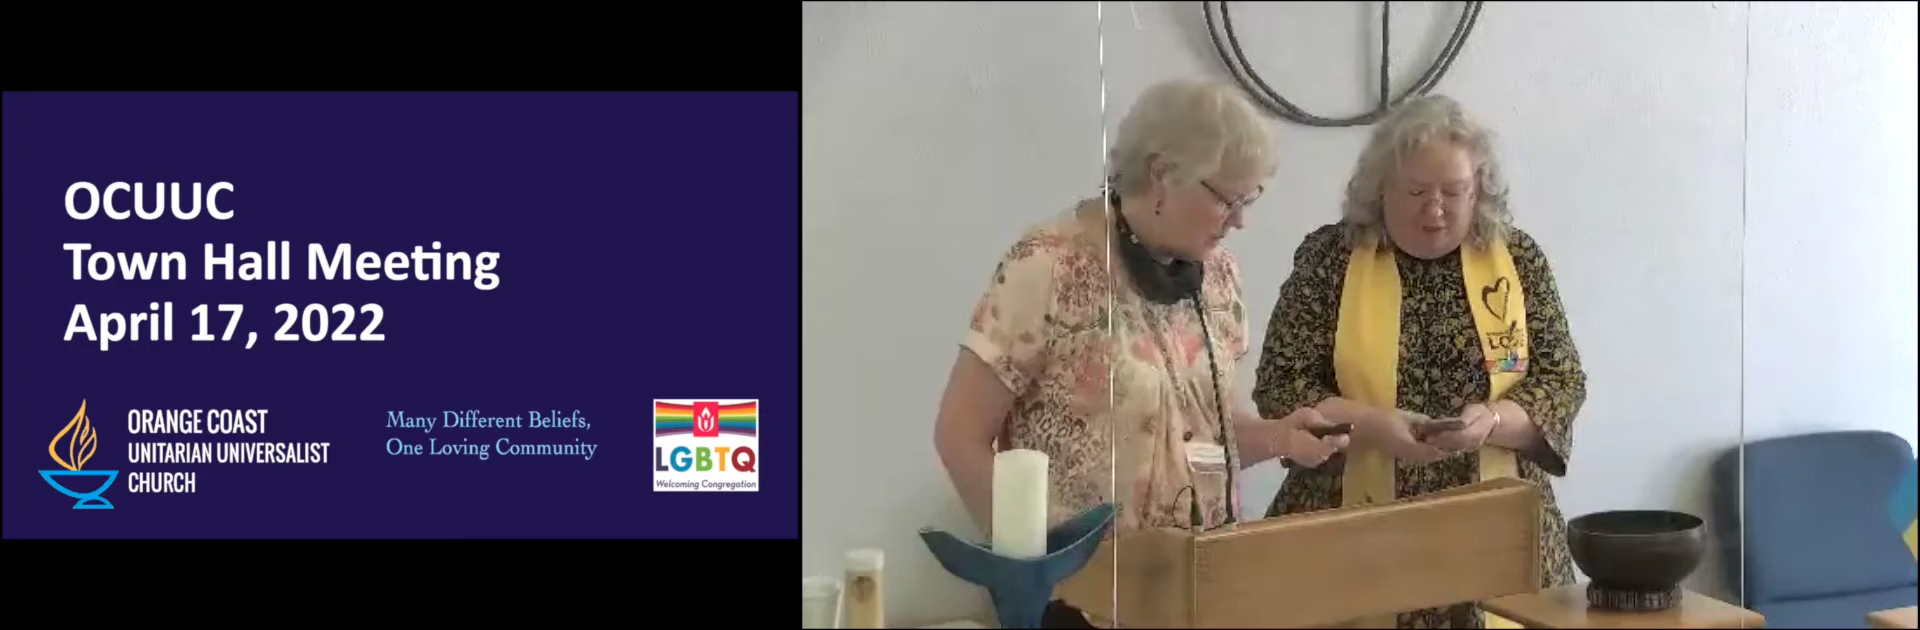 OCUUC
Town Hall Meeting
April 17, 2022
ORANGE COAST
UNITARIAN UNIVERSALIST
CHURCH
Many Different Beliefs,
One Loving Community
LGBTQ
Welcoming Congregation